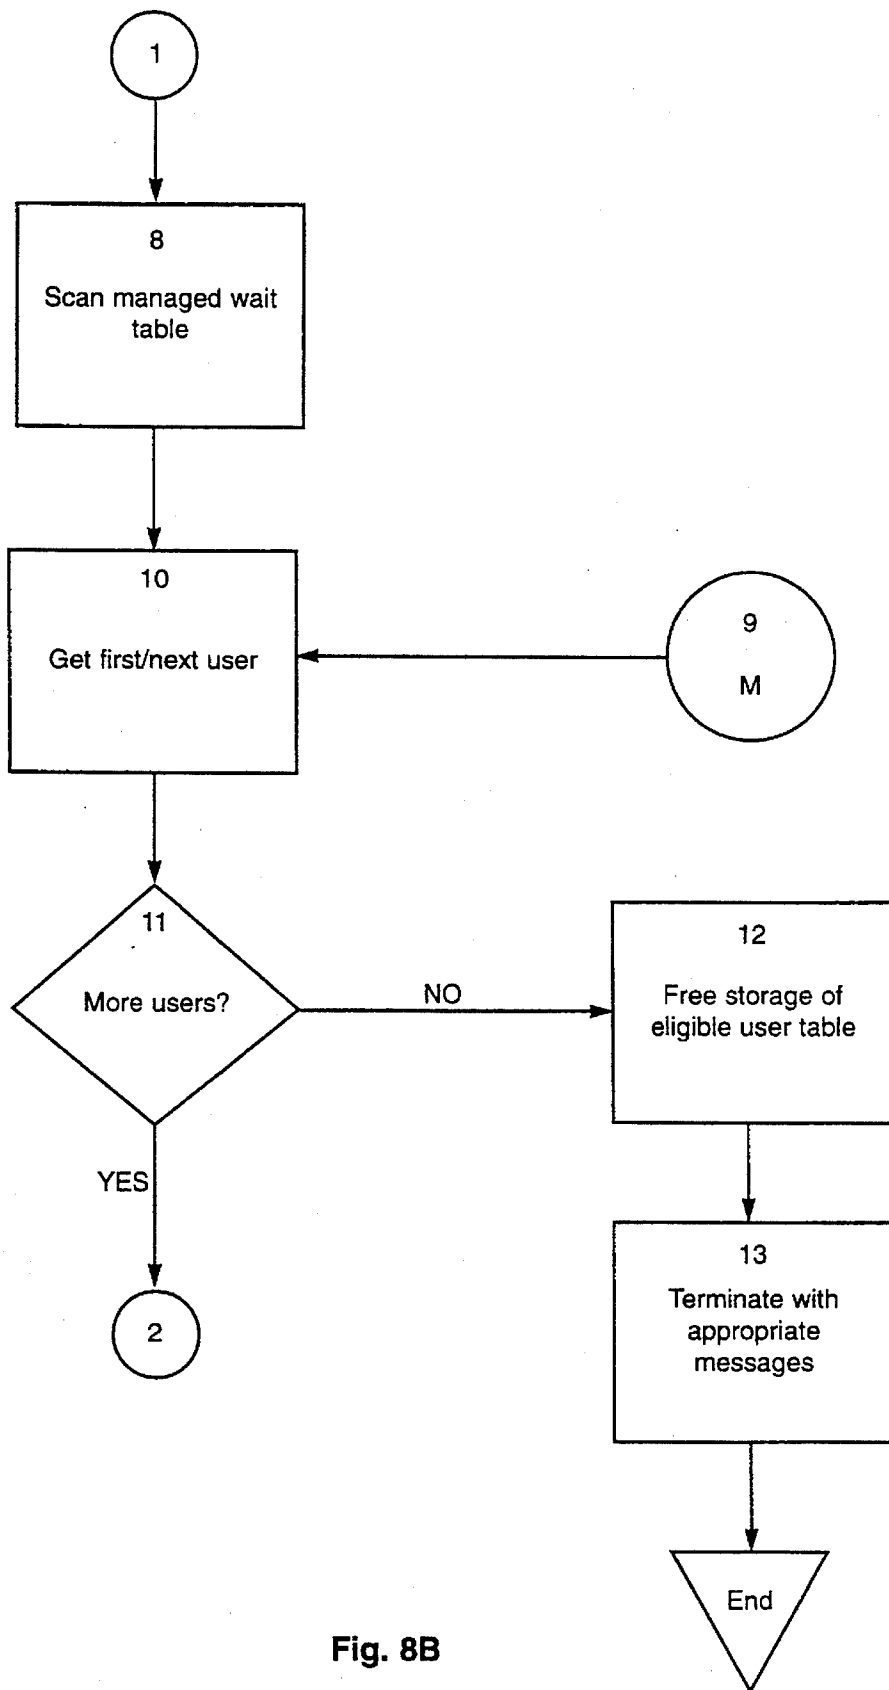 1
8
Scan managed wait
table
10
Get first/next user
9
M
11
More users?
NO
12
Free storage of
eligible user table
YES
13
Terminate with
appropriate
messages
2
End
Fig. 8B